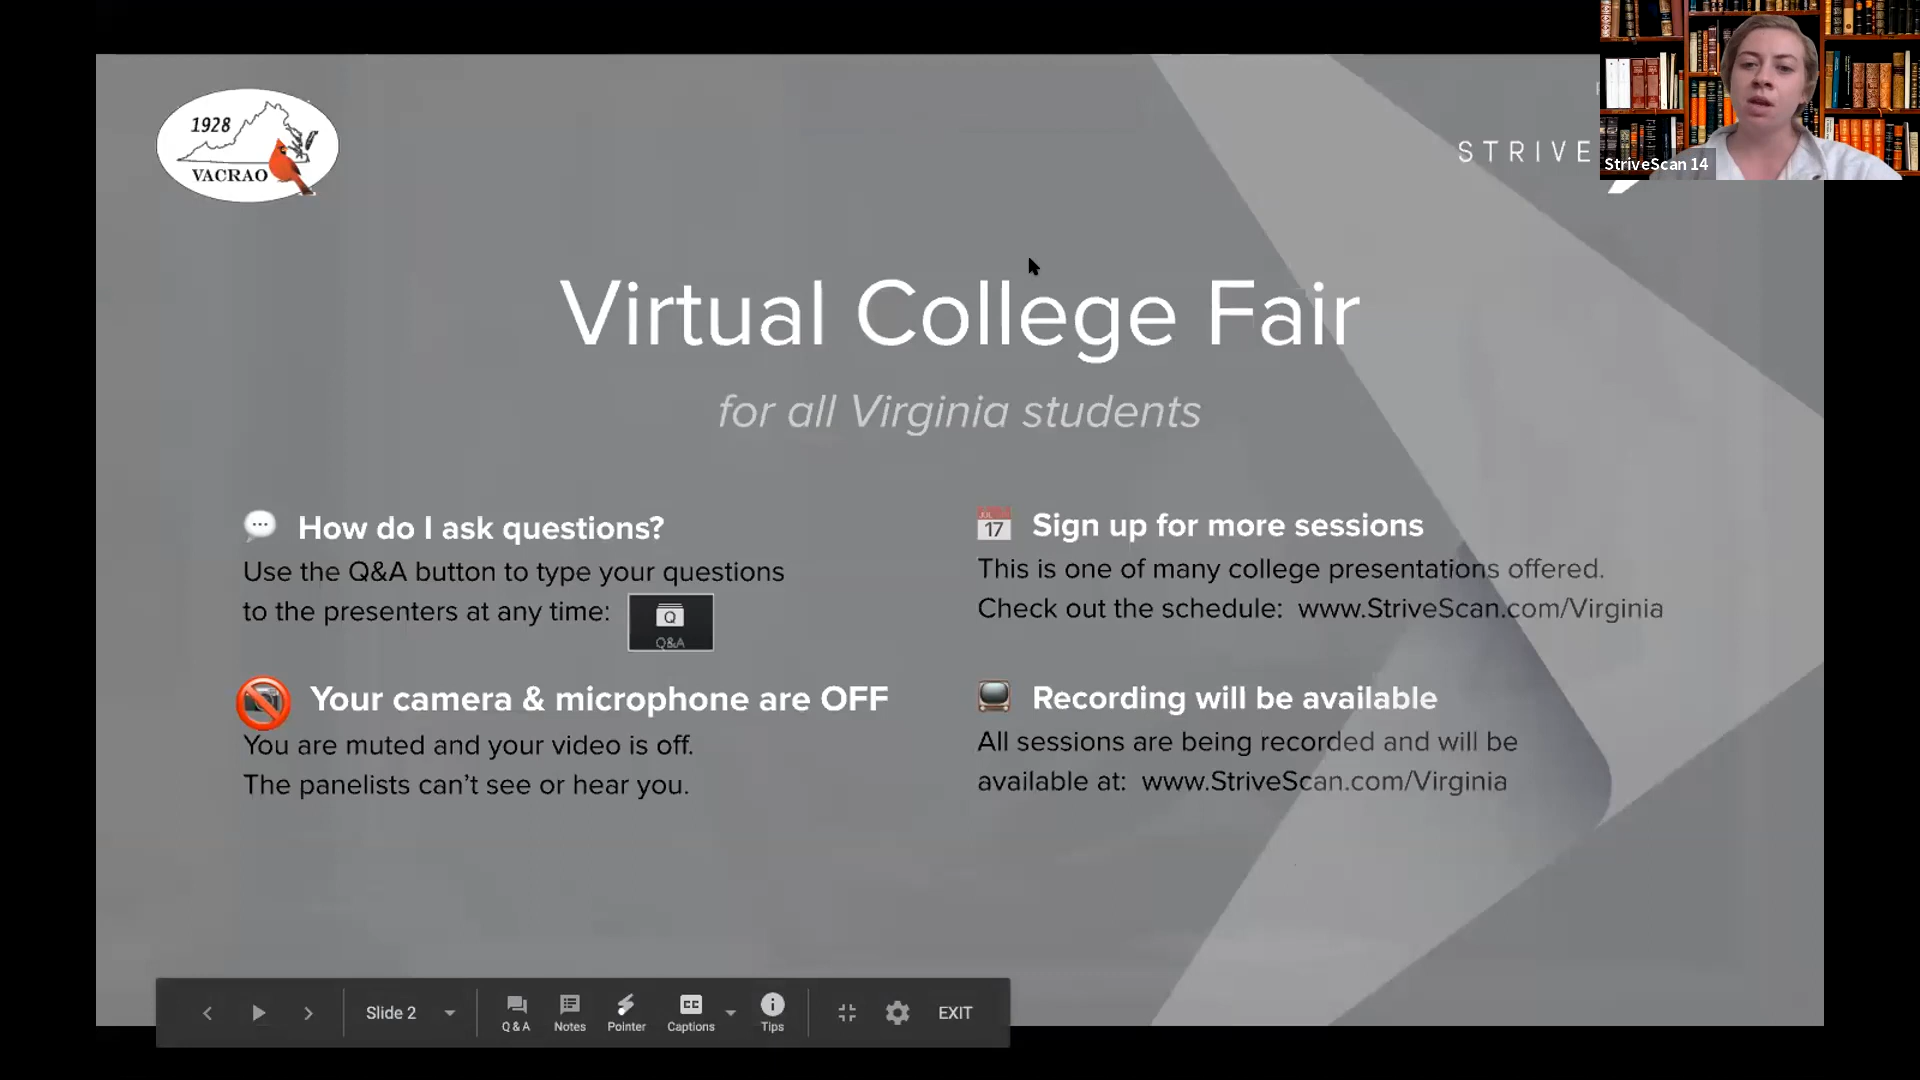 1928
VACRAO
STRIVE
StriveScan 14
Virtual College Fair
for all Virginia students
How do I ask questions?
Use the Q&A button to type your questions
to the presenters at any time:
Q
Q&A
Your camera & microphone are OFF
You are muted and your video is off.
The panelists can't see or hear you.
JUL
17
Sign up for more sessions
This is one of many college presentations offered.
Check out the schedule: www.StriveScan.com/Virginia
Recording will be available
All sessions are being recorded and will be
available at: www.StriveScan.com/Virginia
Slide 2
Q & A
Notes
Pointer
CC
Captions
Tips
EXIT